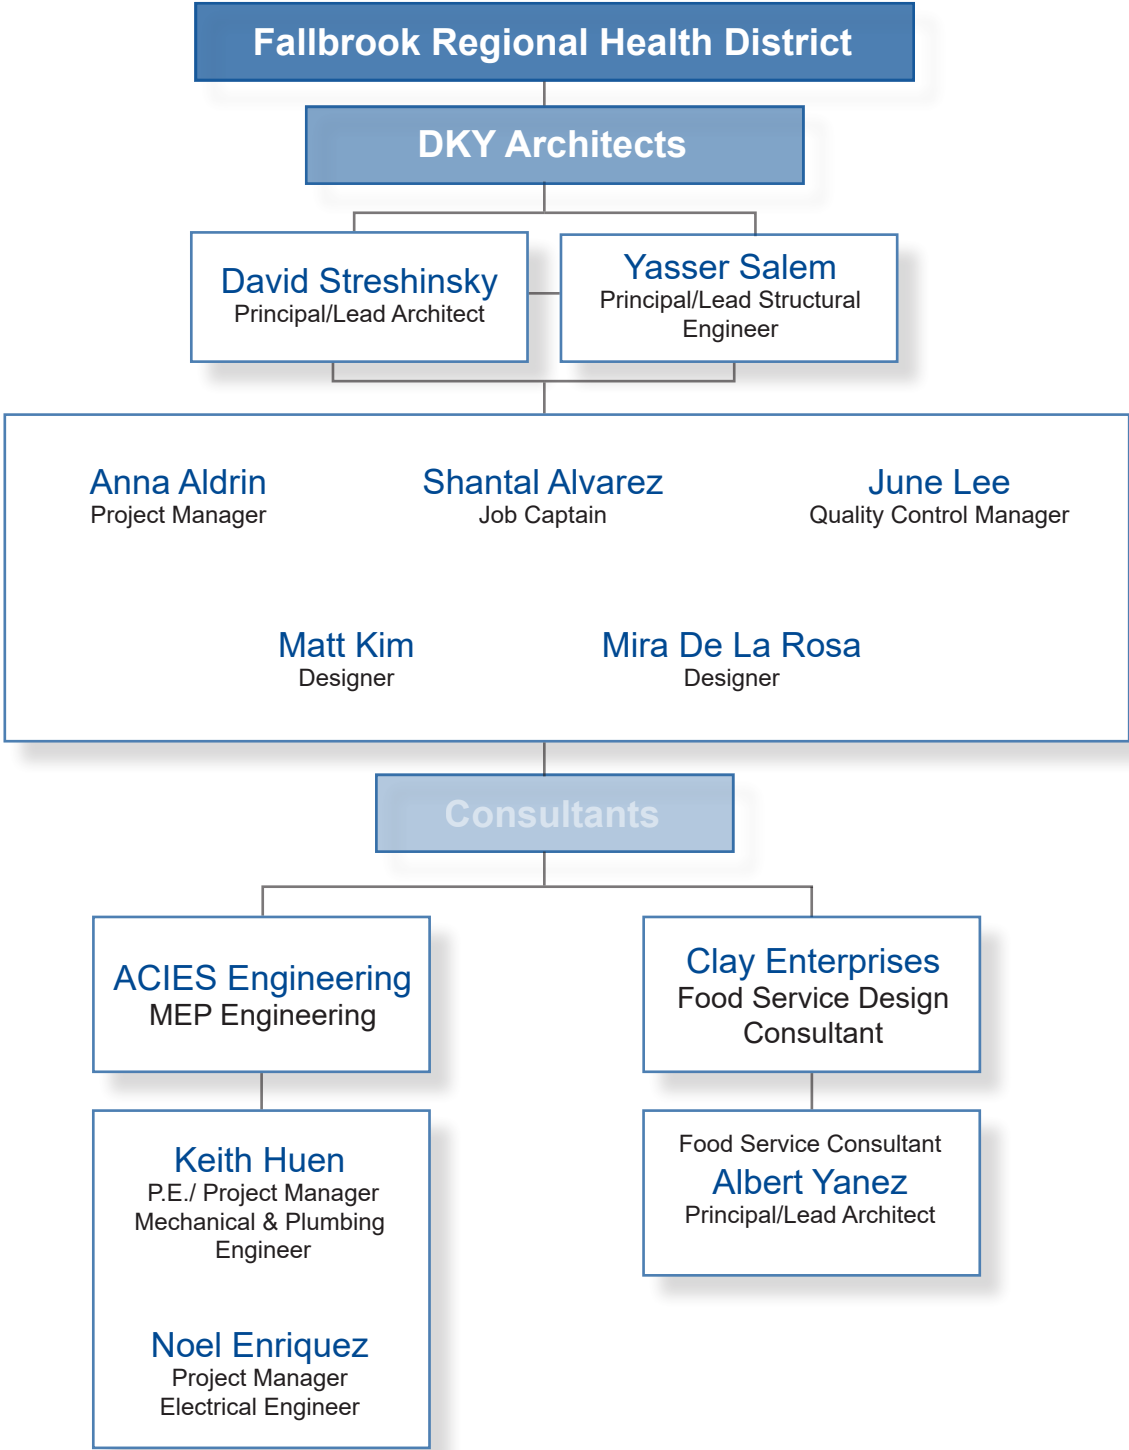 Fallbrook Regional Health District
DKY Architects
David Streshinsky
Principal/Lead Architect
Yasser Salem
Principal/Lead Structural
Engineer
Anna Aldrin
Project Manager
Shantal Alvarez
Job Captain
June Lee
Quality Control Manager
Matt Kim
Designer
Mira De La Rosa
Designer
Consultants
ACIES Engineering
MEP Engineering
Clay Enterprises
Food Service Design
Consultant
Keith Huen
P.E./ Project Manager
Mechanical & Plumbing
Engineer
Noel Enriquez
Project Manager
Electrical Engineer
Food Service Consultant
Albert Yanez
Principal/Lead Architect